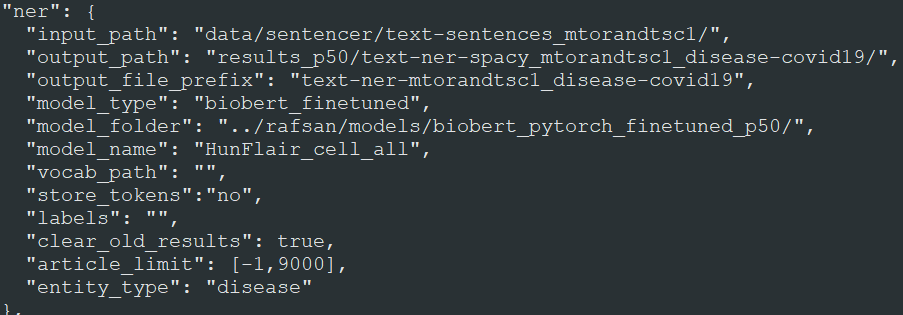 "ner": {
"input_path": "data/sentencer/text-sentences_mtorandtsc1/",
"output_path": "results_p50/text-ner-spacy_mtorandtsc1_disease-covid19/",
"output_file_prefix": "text-ner-mtorandtsc1_disease-covid19",
"model_type": "biobert_finetuned",
"model_folder": "../rafsan/models/biobert_pytorch_finetuned_p50/",
"model_name": "HunFlair_cell_all",
"vocab_path": "",
"store_tokens":"no",
"labels": "",
"clear_old_results": true,
"article_limit": [-1,9000],
"entity_type": "disease"
},